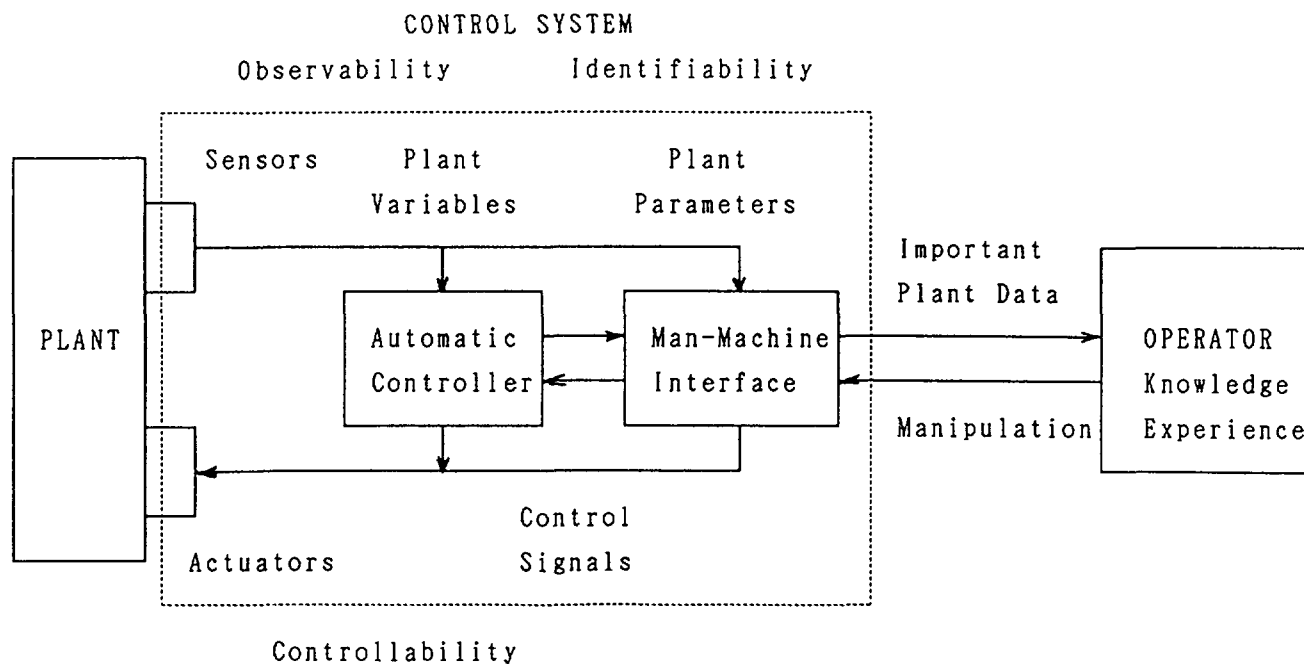 CONTROL SYSTEM
Observability Identifiability
Sensors Plant Plant
Variables Parameters
Important
Plant Data
PLANT Automatic Man-Machine OPERATOR
Controller Interface Knowledge
Manipulation Experience
Control
Actuators Signals
Controllability